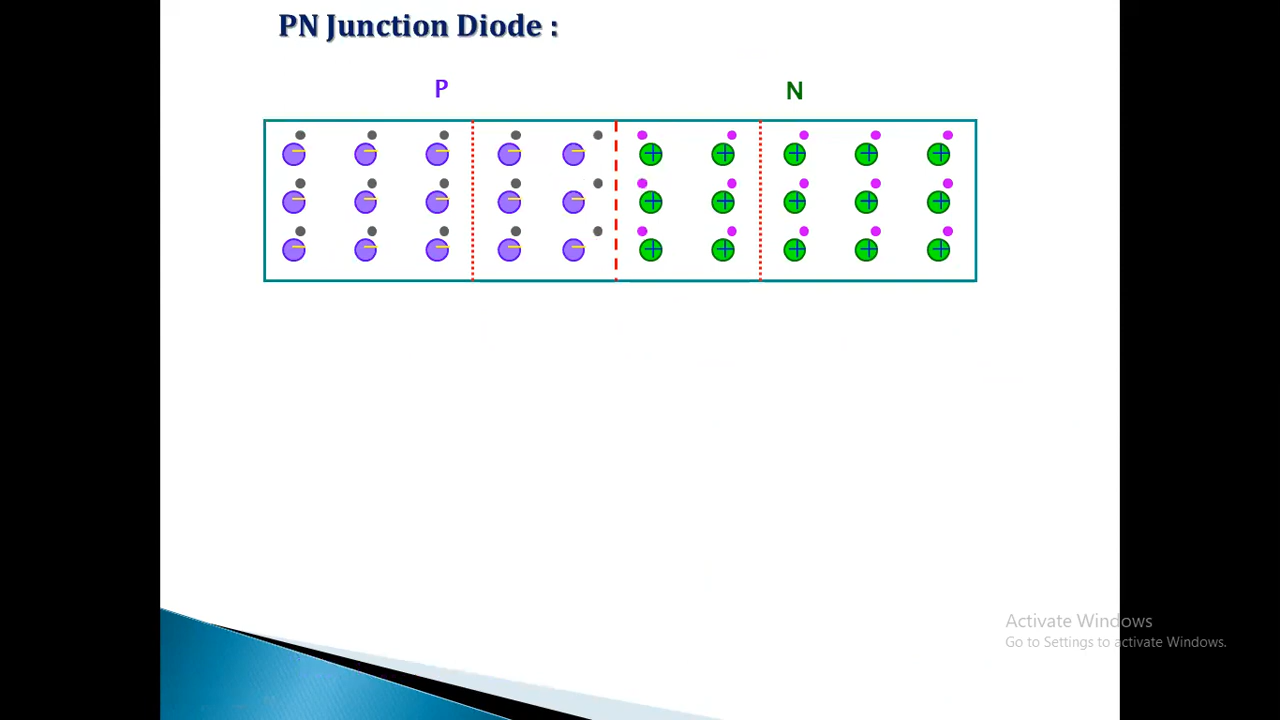 PN Junction Diode :
P N
Activate Windows
Go to Settings to activate Windows.